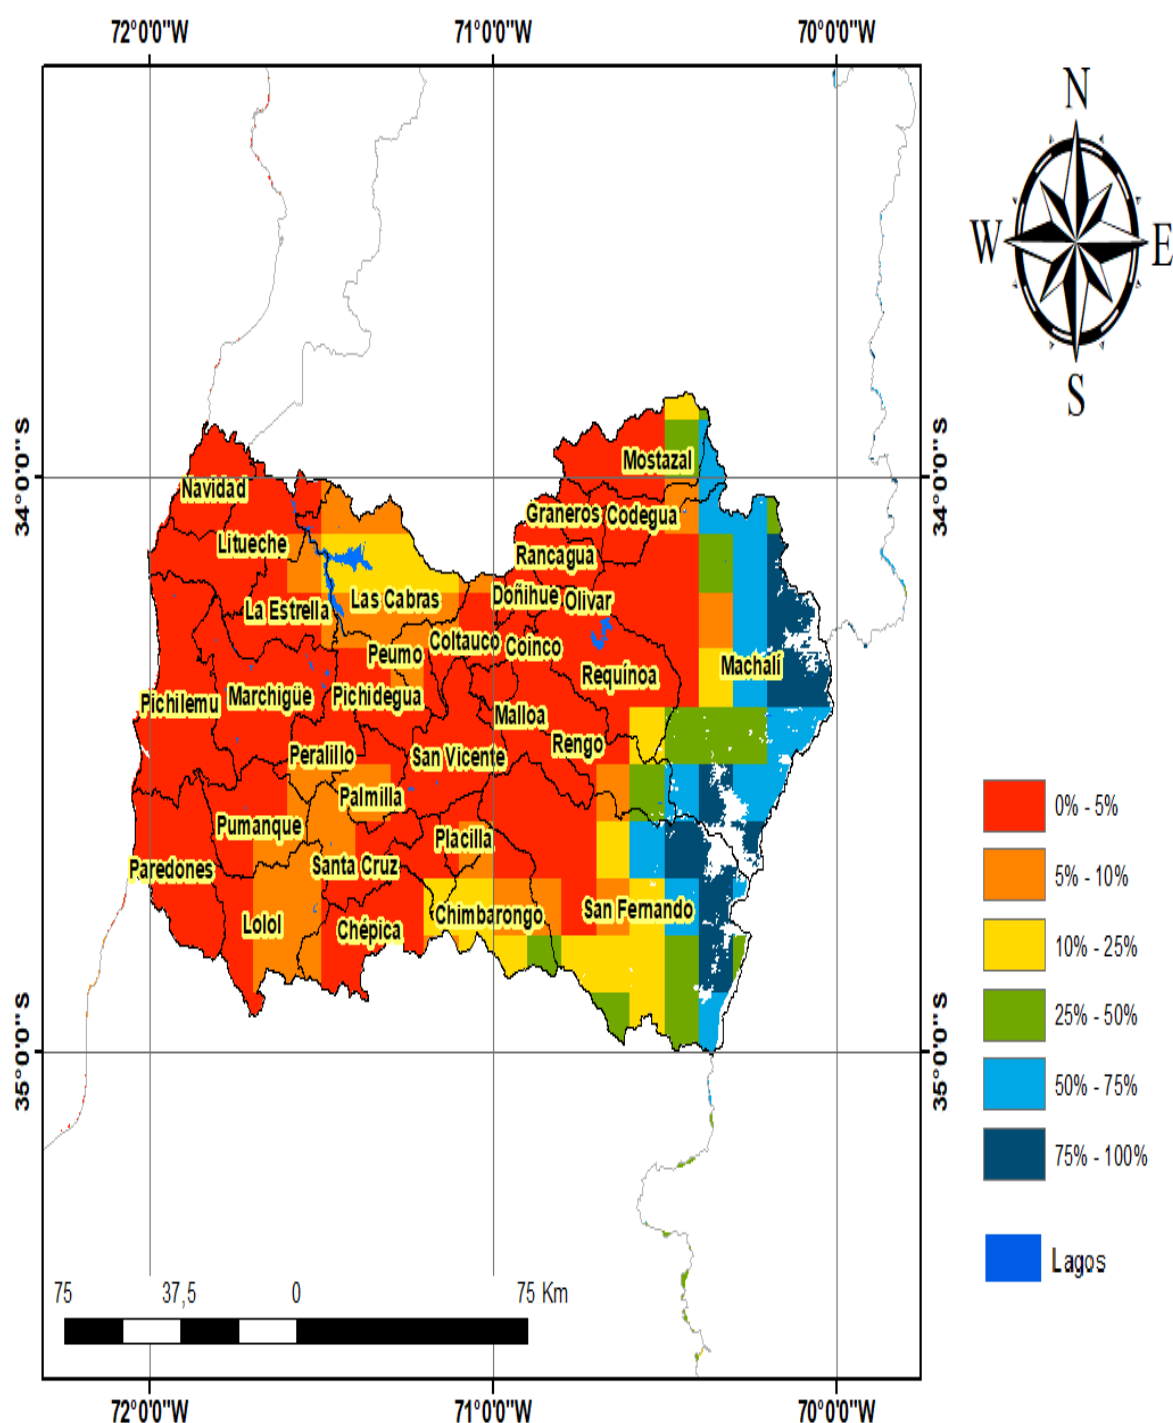 72°0'0"W 71°0'0"W 70°0'0"W
N
W E
S
34°0'0"S 34°0'0"S
Mostazal
Navidad
Graneros Codegua
Litueche
Rancagua
La Estrella Las Cabras Doñihue Olivar
Coltauco Coinco
Peumo
Requínoa Machalí
Pichilemu Marchigüe Pichidegua
Malloa
Rengo
Peralillo San Vicente
Palmilla
Pumanque Placilla
Paredones Santa Cruz
Lolol Chépica Chimbarongo San Fernando
0% - 5%
5% - 10%
10% - 25%
25% - 50%
50% - 75%
75% - 100%
Lagos
35°0'0"S 35°0'0"S
75 37,5 0 75 Km
72°0'0"W 71°0'0"W 70°0'0"W